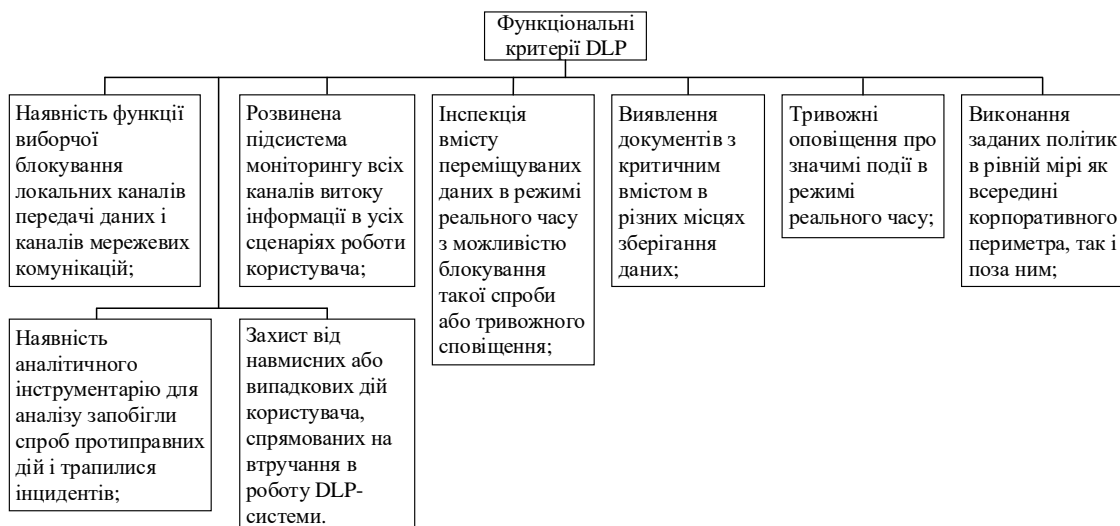 Функціональні
критерії DLP
Наявність функції
виборчої
блокування
локальних каналів
передачі даних і
каналів мережевих
комунікацій;
Розвинена
підсистема
моніторингу всіх
каналів витоку
інформації в усіх
сценаріях роботи
користувача;
Інспекція
вмісту
переміщуваних
даних в режимі
реального часу
з можливістю
блокування
такої спроби
або тривожного
сповіщення;
Виявлення
документів з
критичним
вмістом в
різних місцях
зберігання
даних;
Тривожні
оповіщення про
значимі події в
режимі
реального часу;
Виконання
заданих політик
в рівній мірі як
всередині
корпоративного
периметра, так і
поза ним;
Наявність
аналітичного
інструментарію для
аналізу запобігли
спроб протиправних
дій і трапилися
інцидентів;
Захист від
навмисних або
випадкових дій
користувача,
спрямованих на
втручання в
роботу DLP-
системи.